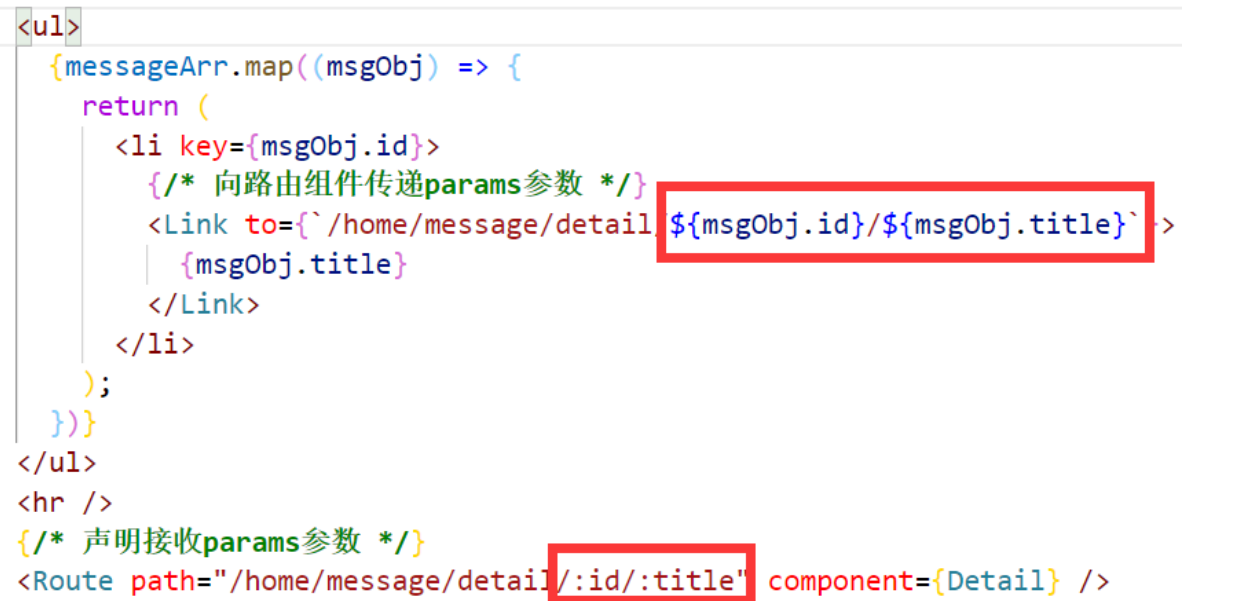 <ul>
{messageArr.map((msgObj) => {
return (
<li key={msgObj.id}>
{/* 向路由组件传递params参数 */}
<Link to={`/home/message/detail/${msgObj.id}/${msgObj.title}`}>
{msgObj.title}
</Link>
</li>
);
})}
</ul>
<hr />
{/* 声明接收params参数 */}
<Route path="/home/message/detail/:id/:title" component={Detail} />